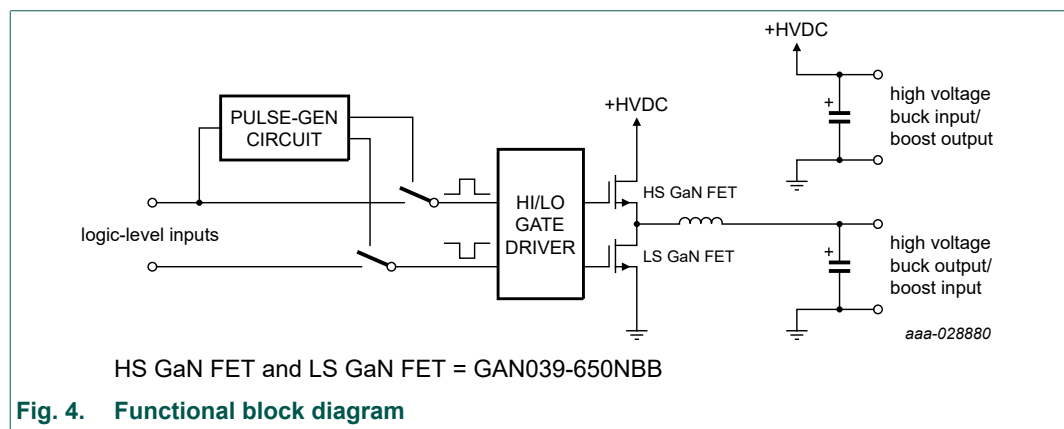 +HVDC
high voltage
buck input/
boost output
+
PULSE-GEN
CIRCUIT
+HVDC
HS GaN FET
HI/LO
GATE
DRIVER
logic-level inputs
LS GaN FET
high voltage
buck output/
boost input
+
aaa-028880
HS GaN FET and LS GaN FET = GAN039-650NBB
Fig. 4. Functional block diagram